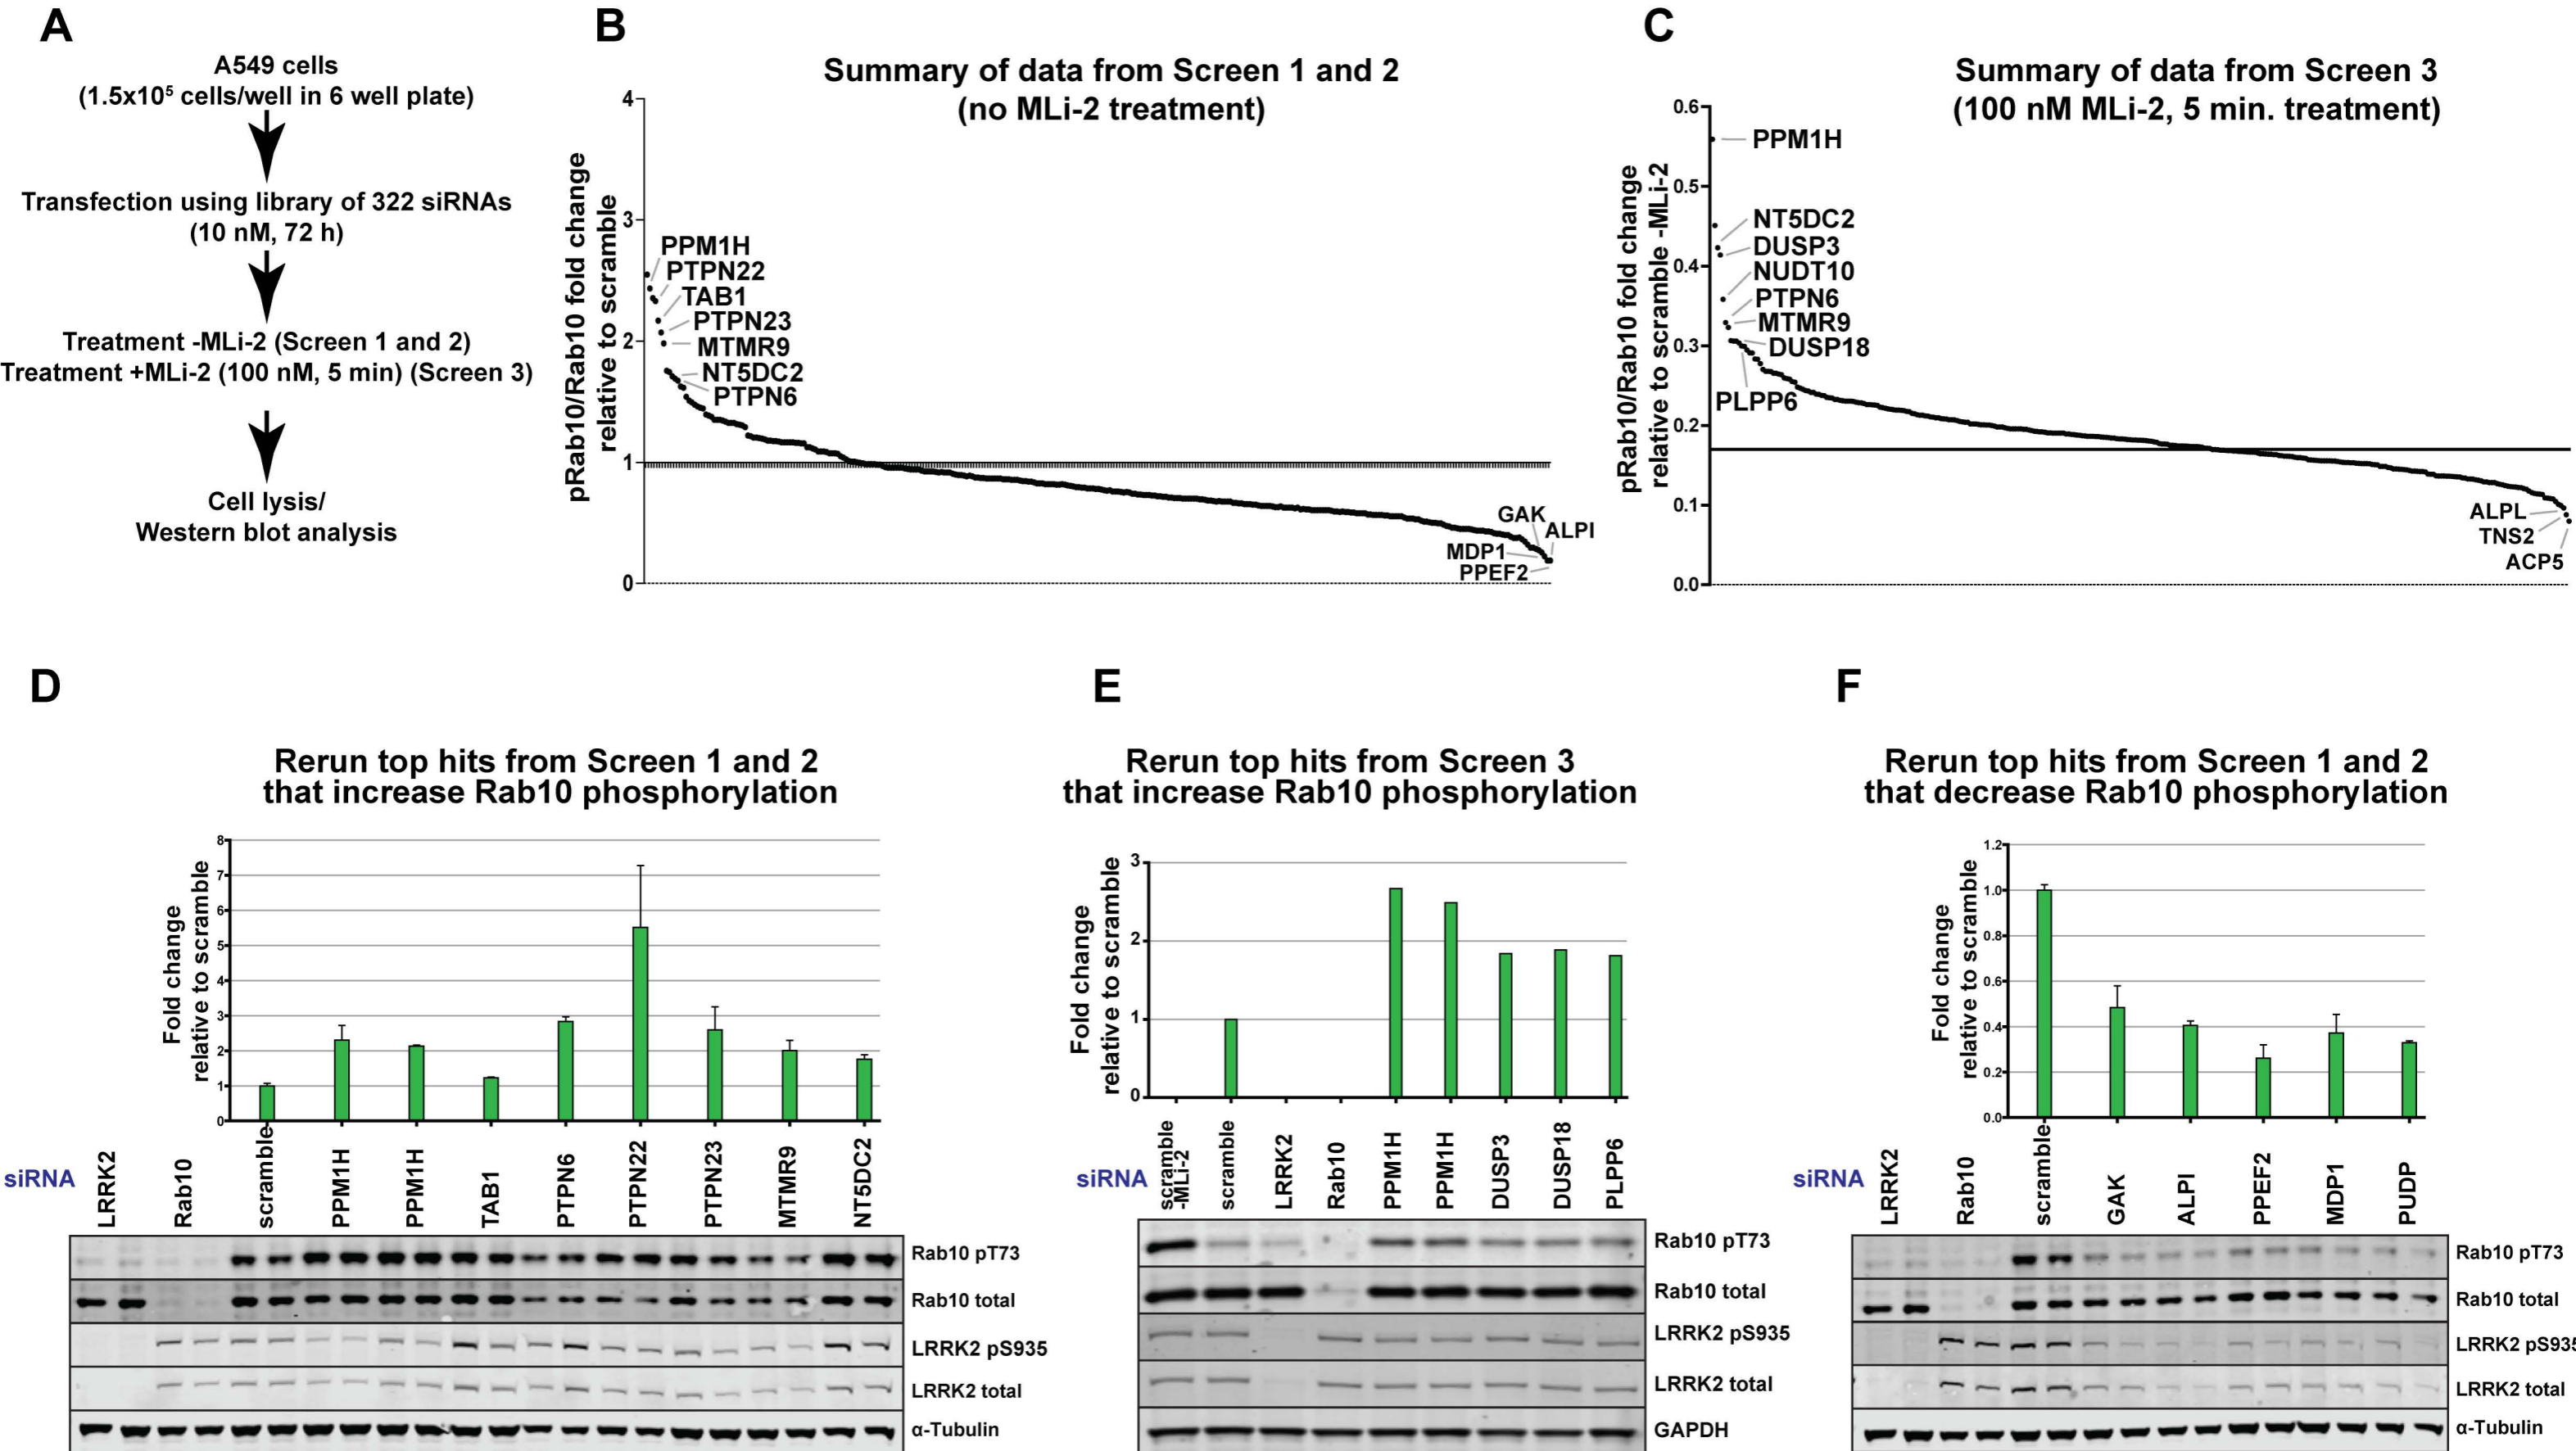 A
A549 cells
(1.5x10⁵ cells/well in 6 well plate)
Transfection using library of 322 siRNAs
(10 nM, 72 h)
Treatment -MLi-2 (Screen 1 and 2)
Treatment +MLi-2 (100 nM, 5 min) (Screen 3)
Cell lysis/
Western blot analysis
B
Summary of data from Screen 1 and 2
(no MLi-2 treatment)
pRab10/Rab10 fold change
relative to scramble
4
3
2
1
0
PPM1H
PTPN22
TAB1
PTPN23
MTMR9
NT5DC2
PTPN6
GAK
ALPI
MDP1
PPEF2
C
Summary of data from Screen 3
(100 nM MLi-2, 5 min. treatment)
pRab10/Rab10 fold change
relative to scramble -MLi-2
0.6
0.5
0.4
0.3
0.2
0.1
0.0
PPM1H
NT5DC2
DUSP3
NUDT10
PTPN6
MTMR9
DUSP18
PLPP6
ALPL
TNS2
ACP5
D
Rerun top hits from Screen 1 and 2
that increase Rab10 phosphorylation
Fold change
relative to scramble
8
7
6
5
4
3
2
1
0
siRNA
LRRK2
Rab10
scramble
PPM1H
PPM1H
TAB1
PTPN6
PTPN22
PTPN23
MTMR9
NT5DC2
Rab10 pT73
Rab10 total
LRRK2 pS935
LRRK2 total
α-Tubulin
E
Rerun top hits from Screen 3
that increase Rab10 phosphorylation
Fold change
relative to scramble
3
2
1
0
siRNA
scramble
-MLi-2
scramble
LRRK2
Rab10
PPM1H
PPM1H
DUSP3
DUSP18
PLPP6
Rab10 pT73
Rab10 total
LRRK2 pS935
LRRK2 total
GAPDH
F
Rerun top hits from Screen 1 and 2
that decrease Rab10 phosphorylation
Fold change
relative to scramble
1.2
1.0
0.8
0.6
0.4
0.2
0.0
siRNA
LRRK2
Rab10
scramble
GAK
ALPI
PPEF2
MDP1
PUDP
Rab10 pT73
Rab10 total
LRRK2 pS935
LRRK2 total
α-Tubulin